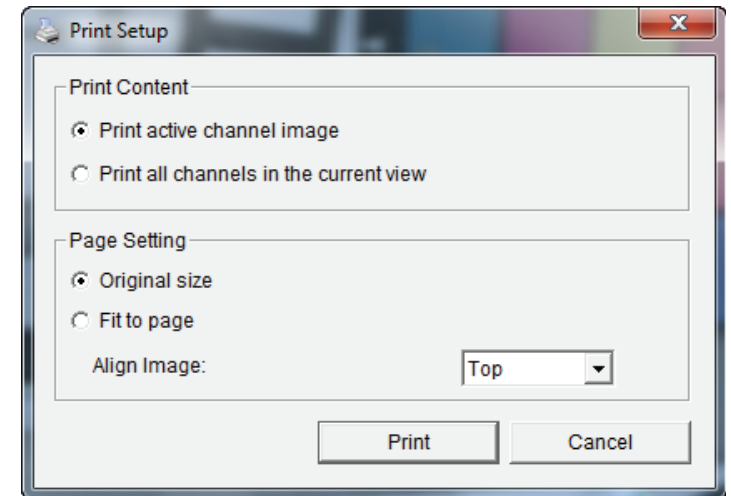 Print Setup
Print Content
Print active channel image
Print all channels in the current view
Page Setting
Original size
Fit to page
Align Image: Top
Print Cancel